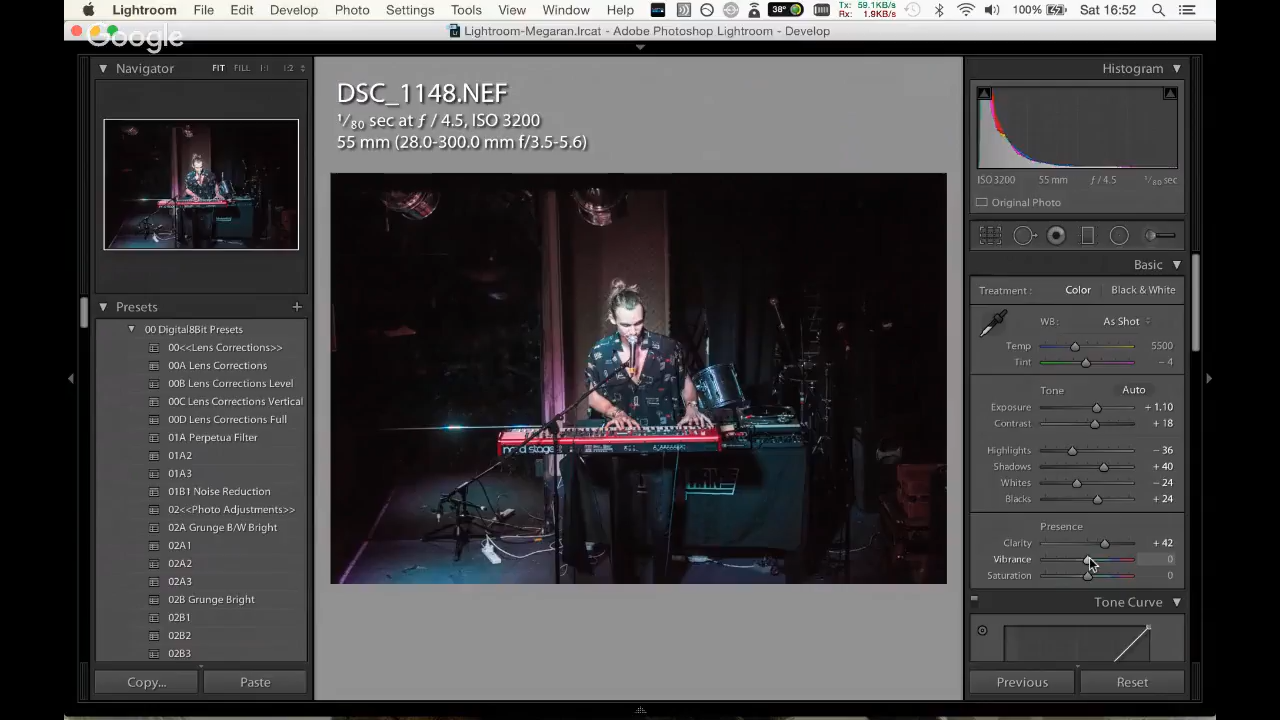 Lightroom File Edit Develop Photo Settings Tools View Window Help 38° Tx: 59.1KB/s Rx: 1.9KB/s 100% Sat 16:52
Google
Lightroom-Megaran.lrcat - Adobe Photoshop Lightroom - Develop
Navigator FIT FILL 1:1 1:2
Presets +
00 Digital8Bit Presets
00<<Lens Corrections>>
00A Lens Corrections
00B Lens Corrections Level
00C Lens Corrections Vertical
00D Lens Corrections Full
01A Perpetua Filter
01A2
01A3
01B1 Noise Reduction
02<<Photo Adjustments>>
02A Grunge B/W Bright
02A1
02A2
02A3
02B Grunge Bright
02B1
02B2
02B3
Copy... Paste
DSC_1148.NEF
1/80 sec at ƒ / 4.5, ISO 3200
55 mm (28.0-300.0 mm f/3.5-5.6)
nord stage
Histogram
ISO 3200 55 mm ƒ / 4.5 1/80 sec
Original Photo
Basic
Treatment : Color Black & White
WB: As Shot
Temp 5500
Tint - 4
Tone Auto
Exposure + 1.10
Contrast + 18
Highlights - 36
Shadows + 40
Whites - 24
Blacks + 24
Presence
Clarity + 42
Vibrance 0
Saturation 0
Tone Curve
Previous Reset